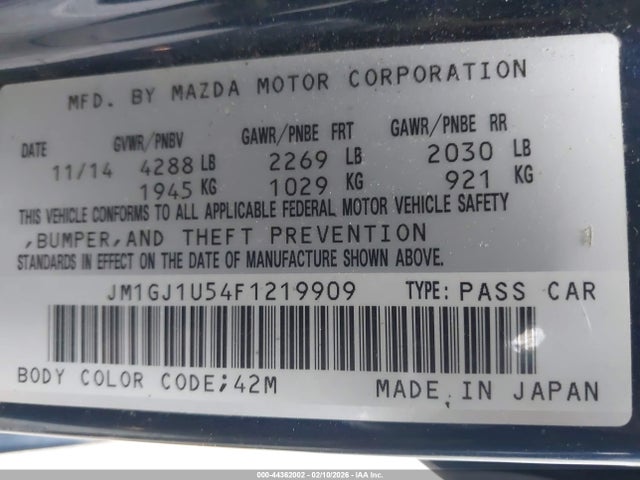 MFD. BY MAZDA MOTOR CORPORATION
DATE GVWR/PNBV GAWR/PNBE FRT GAWR/PNBE RR
11/14 4288 LB 2269 LB 2030 LB
1945 KG 1029 KG 921 KG
THIS VEHICLE CONFORMS TO ALL APPLICABLE FEDERAL MOTOR VEHICLE SAFETY
,BUMPER,AND THEFT PREVENTION
STANDARDS IN EFFECT ON THE DATE OF MANUFACTURE SHOWN ABOVE.
JM1GJ1U54F1219909 TYPE: PASS CAR
BODY COLOR CODE;42M MADE IN JAPAN
000-44382002 - 02/10/2026 - IAAI/ACV